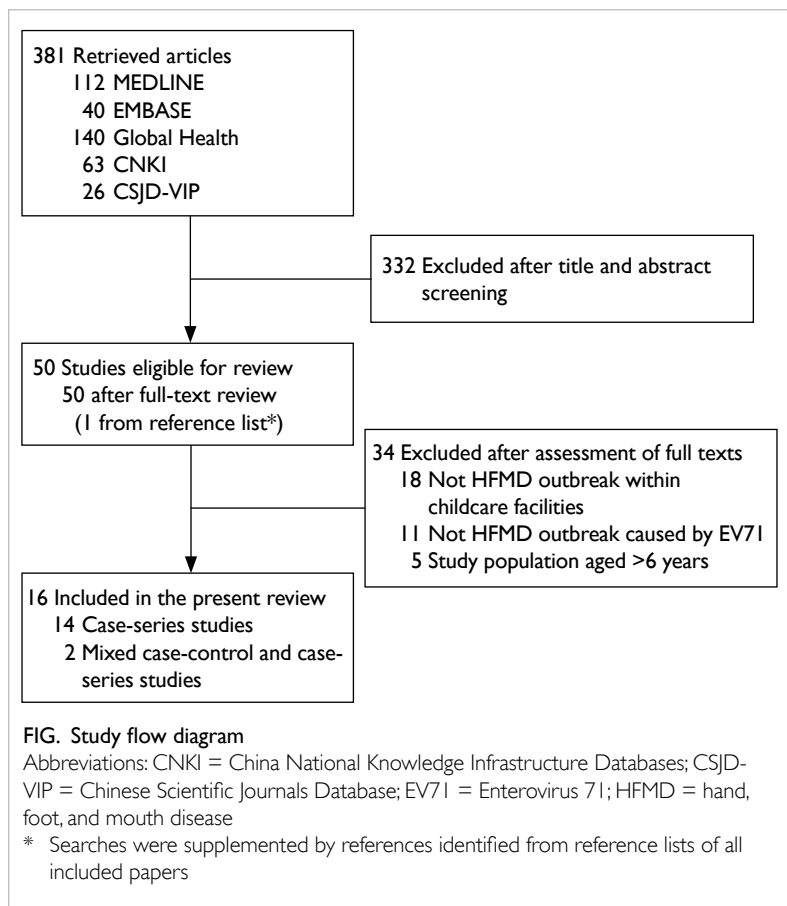 381 Retrieved articles
112 MEDLINE
40 EMBASE
140 Global Health
63 CNKI
26 CSJD-VIP
332 Excluded after title and abstract
screening
50 Studies eligible for review
50 after full-text review
(1 from reference list*)
34 Excluded after assessment of full texts
18 Not HFMD outbreak within
childcare facilities
11 Not HFMD outbreak caused by EV71
5 Study population aged >6 years
16 Included in the present review
14 Case-series studies
2 Mixed case-control and case-
series studies
FIG. Study flow diagram
Abbreviations: CNKI = China National Knowledge Infrastructure Databases; CSJD-
VIP = Chinese Scientific Journals Database; EV71 = Enterovirus 71; HFMD = hand,
foot, and mouth disease
* Searches were supplemented by references identified from reference lists of all
included papers